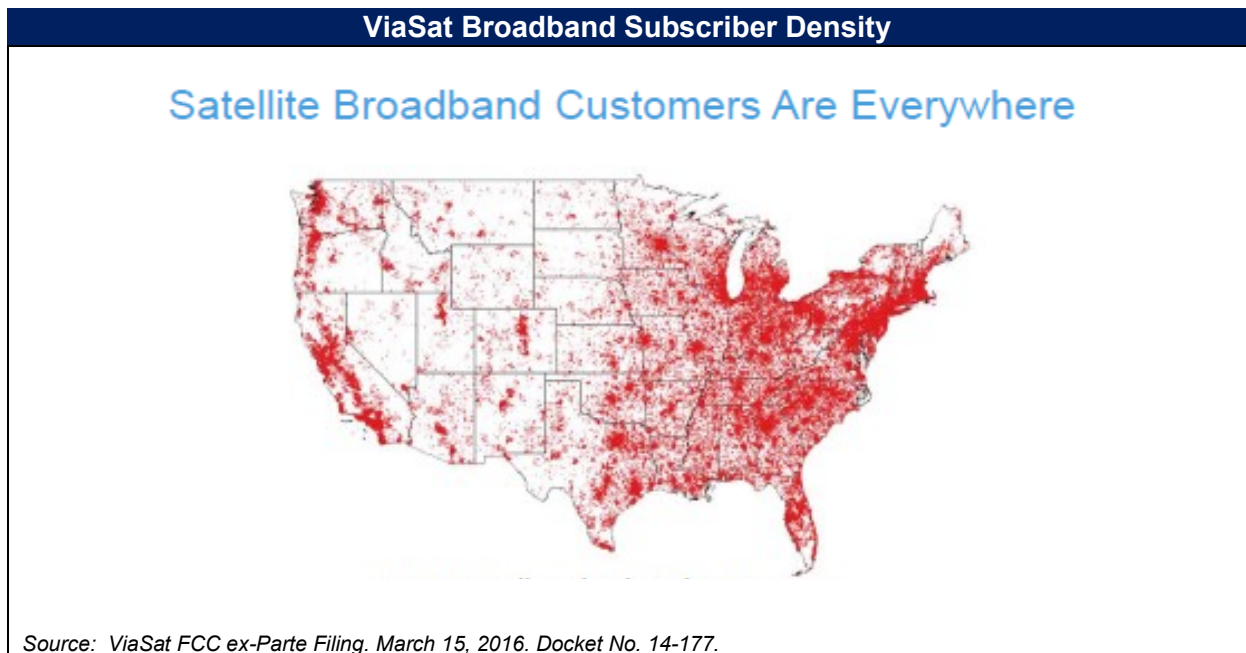 ViaSat Broadband Subscriber Density
Satellite Broadband Customers Are Everywhere
Source: ViaSat FCC ex-Parte Filing. March 15, 2016. Docket No. 14-177.